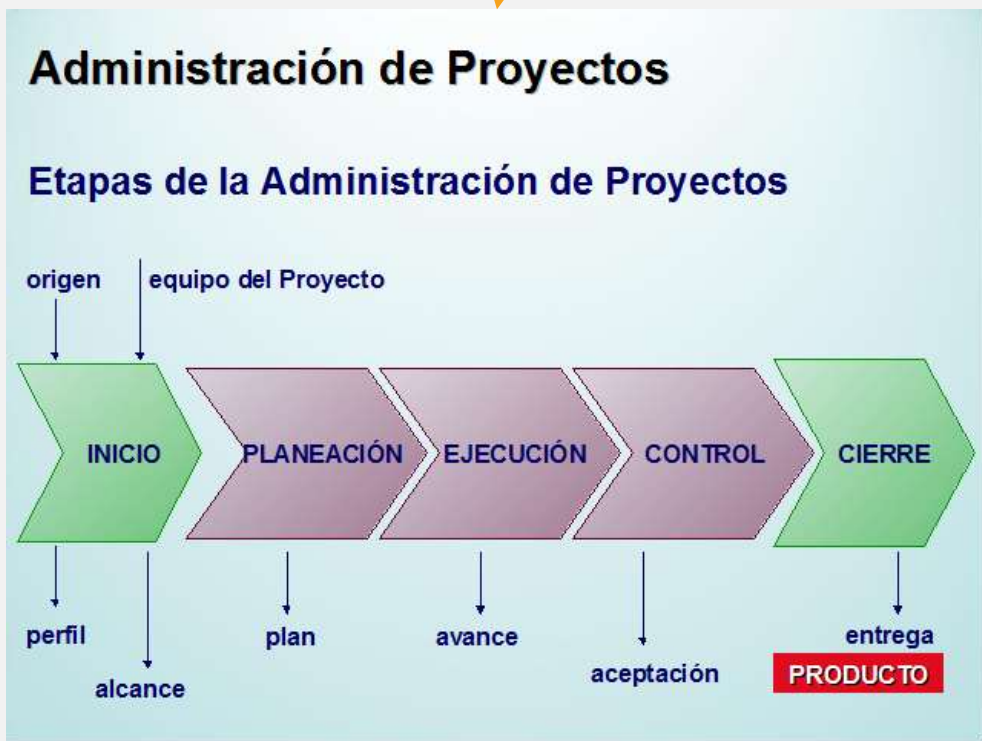 Administración de Proyectos
Etapas de la Administración de Proyectos
origen
equipo del Proyecto
INICIO
PLANEACIÓN
EJECUCIÓN
CONTROL
CIERRE
perfil
plan
avance
entrega
alcance
aceptación
PRODUCTO